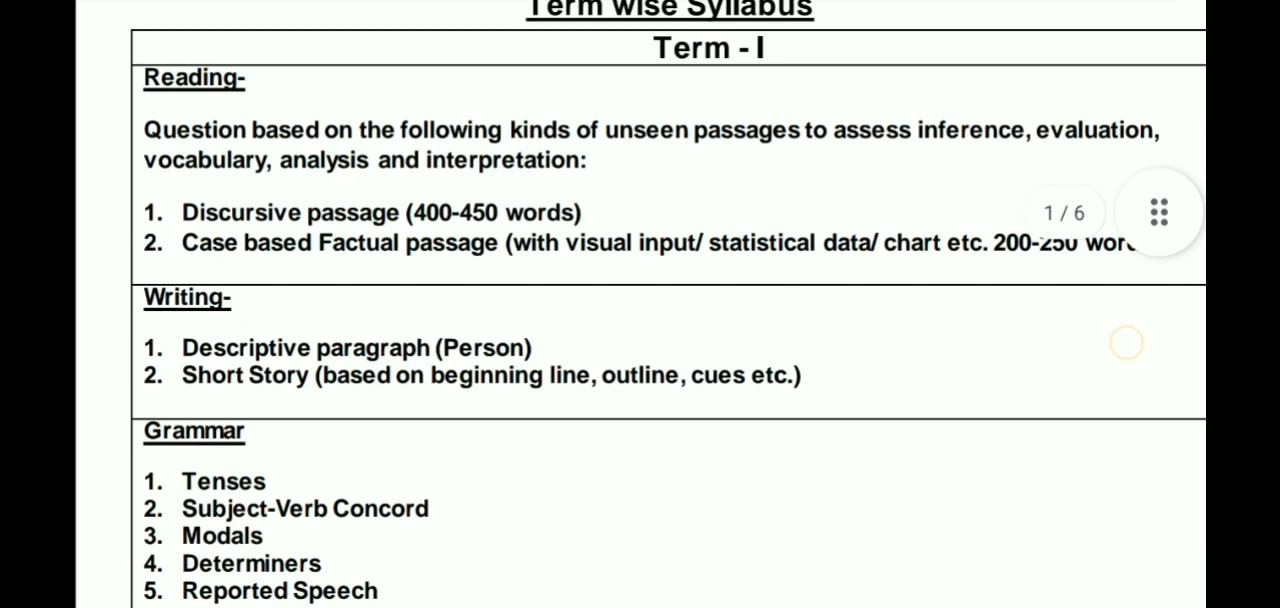 Term wise Syllabus
Term - I
Reading-
Question based on the following kinds of unseen passages to assess inference, evaluation,
vocabulary, analysis and interpretation:
1. Discursive passage (400-450 words)
1 / 6
2. Case based Factual passage (with visual input/ statistical data/ chart etc. 200-250
Writing-
1. Descriptive paragraph (Person)
2. Short Story (based on beginning line, outline, cues etc.)
Grammar
1. Tenses
2. Subject-Verb Concord
3. Modals
4. Determiners
5. Reported Speech